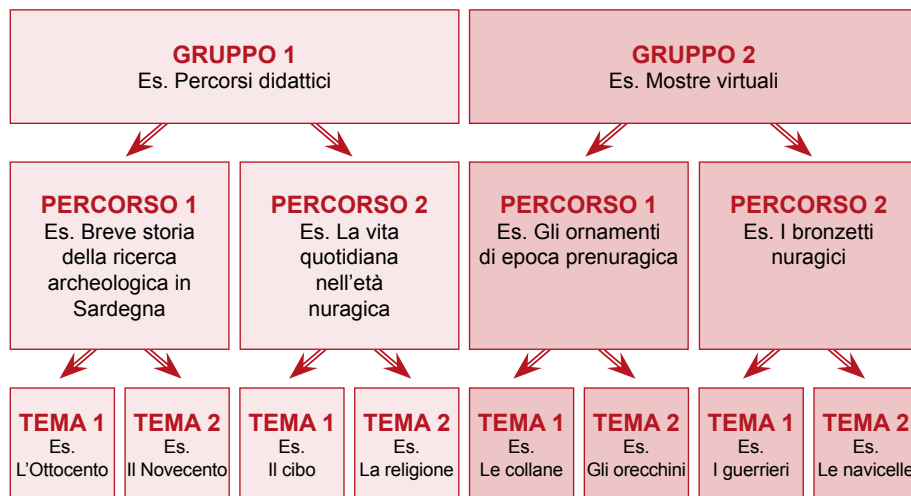 GRUPPO 1
Es. Percorsi didattici
GRUPPO 2
Es. Mostre virtuali
PERCORSO 1
Es. Breve storia
della ricerca
archeologica in
Sardegna
PERCORSO 2
Es. La vita
quotidiana
nell'età
nuragica
PERCORSO 1
Es. Gli ornamenti
di epoca prenuragica
PERCORSO 2
Es. I bronzetti
nuragici
TEMA 1
Es.
L'Ottocento
TEMA 2
Es.
Il Novecento
TEMA 1
Es.
Il cibo
TEMA 2
Es.
La religione
TEMA 1
Es.
Le collane
TEMA 2
Es.
Gli orecchini
TEMA 1
Es.
I guerrieri
TEMA 2
Es.
Le navicelle